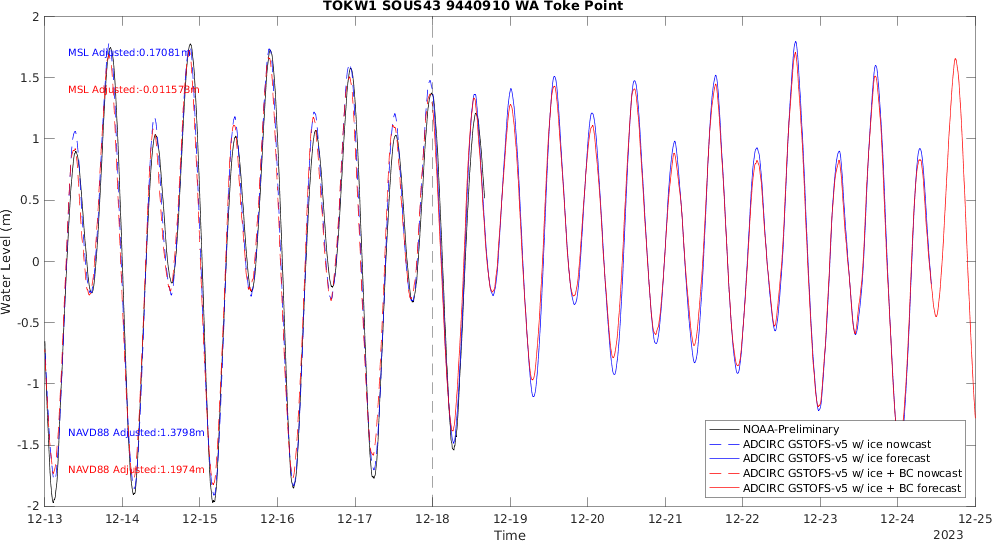 TOKW1 SOUS43 9440910 WA Toke Point
MSL Adjusted:0.17081m
MSL Adjusted:-0.011573m
NAVD88 Adjusted:1.3798m
NAVD88 Adjusted:1.1974m
Water Level (m)
2
1.5
1
0.5
0
-0.5
-1
-1.5
-2
NOAA-Preliminary
ADCIRC GSTOFS-v5 w/ ice nowcast
ADCIRC GSTOFS-v5 w/ ice forecast
ADCIRC GSTOFS-v5 w/ ice + BC nowcast
ADCIRC GSTOFS-v5 w/ ice + BC forecast
12-13 12-14 12-15 12-16 12-17 12-18 12-19 12-20 12-21 12-22 12-23 12-24 12-25
Time
2023